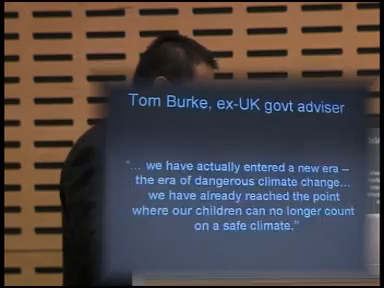 Tom Burke, ex-UK govt adviser
"... we have actually entered a new era –
the era of dangerous climate change...
we have already reached the point
where our children can no longer count
on a safe climate."